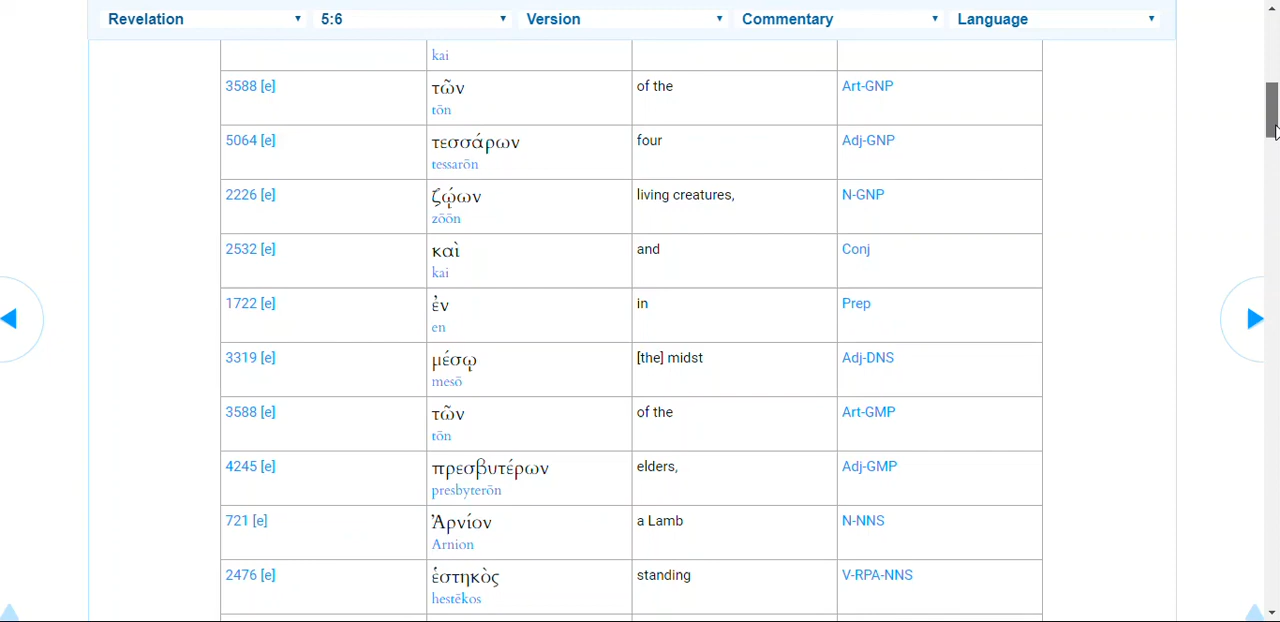 Revelation 5:6 Version Commentary Language
kai
3588 [e] τῶν of the Art-GNP
tōn
5064 [e] τεσσάρων four Adj-GNP
tessarōn
2226 [e] ζῴων living creatures, N-GNP
zōōn
2532 [e] καὶ and Conj
kai
1722 [e] ἐν in Prep
en
3319 [e] μέσῳ [the] midst Adj-DNS
mesō
3588 [e] τῶν of the Art-GMP
tōn
4245 [e] πρεσβυτέρων elders, Adj-GMP
presbyterōn
721 [e] Ἀρνίον a Lamb N-NNS
Arnion
2476 [e] ἑστηκὸς standing V-RPA-NNS
hestēkos